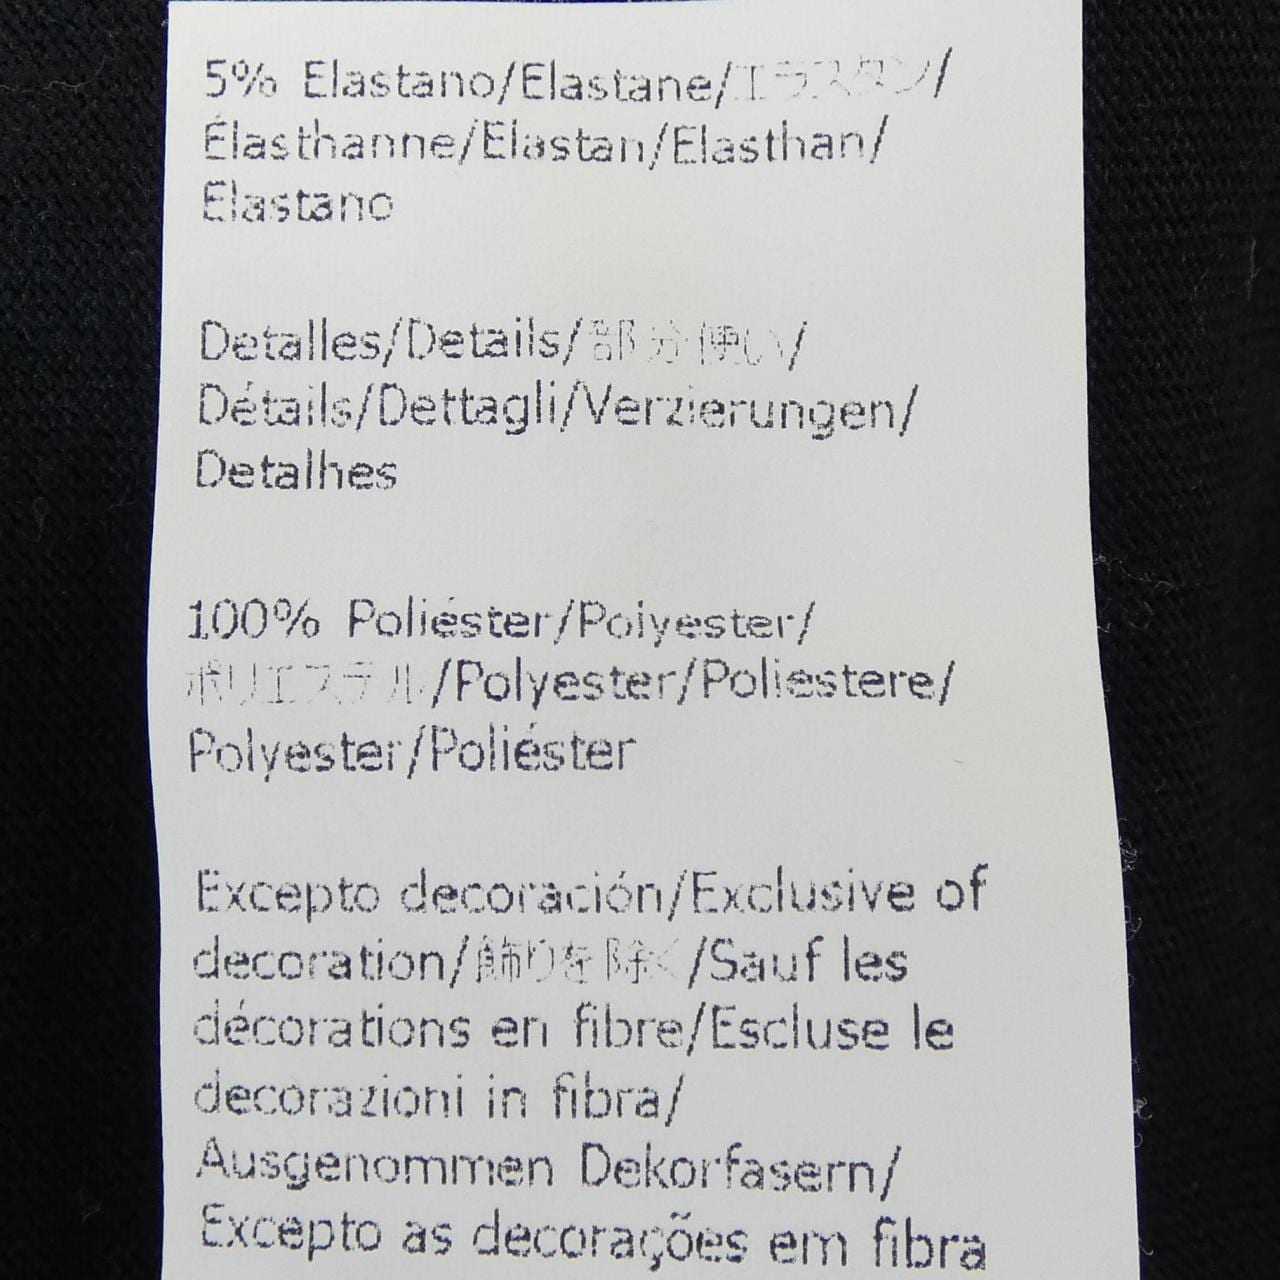 5% Elastano/Elastane/エラスタン/
Élasthanne/Elastan/Elasthan/
Elastano
Detalles/Details/部分使い/
Détails/Dettagli/Verzierungen/
Detalhes
100% Poliéster/Polyester/
ポリエステル/Polyester/Poliestere/
Polyester/Poliéster
Excepto decoración/Exclusive of
decoration/飾りを除く/Sauf les
décorations en fibre/Escluse le
decorazioni in fibra/
Ausgenommen Dekorfasern/
Excepto as decorações em fibra